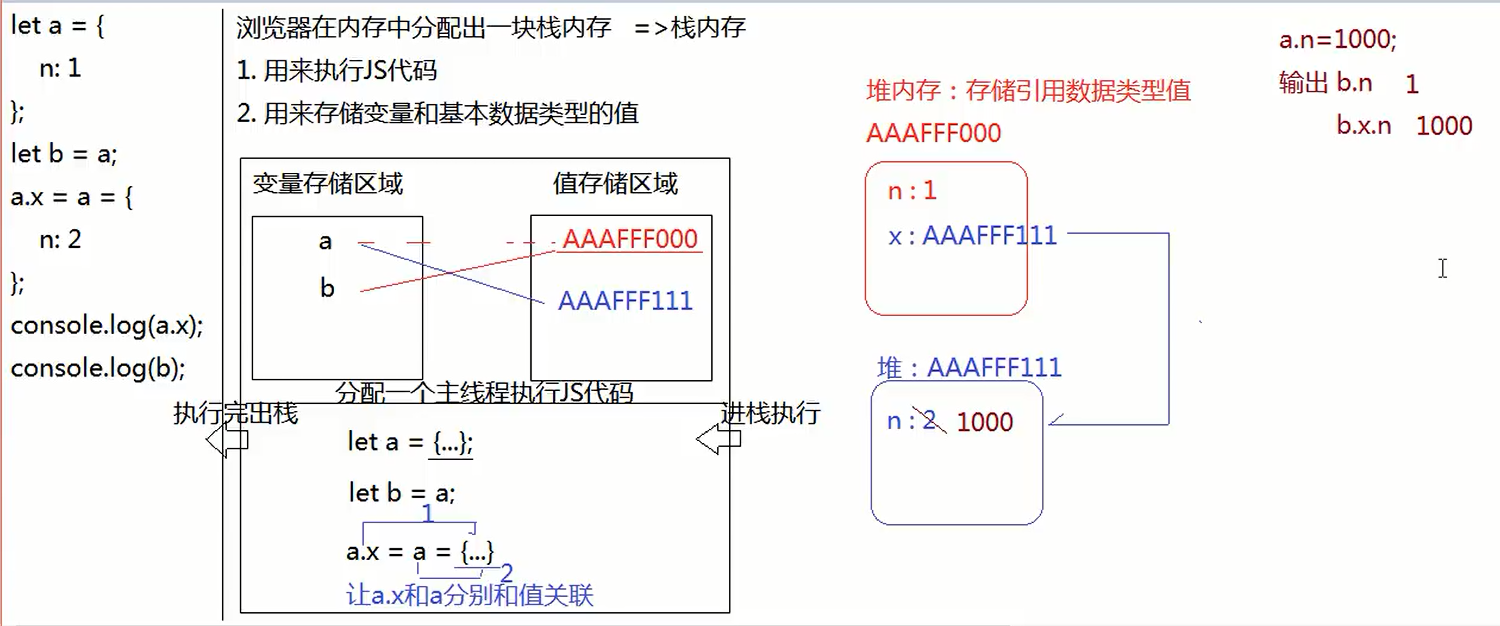 let a = {
n: 1
};
let b = a;
a.x = a = {
n: 2
};
console.log(a.x);
console.log(b);
浏览器在内存中分配出一块栈内存 =>栈内存
1. 用来执行JS代码
2. 用来存储变量和基本数据类型的值
变量存储区域
值存储区域
a
b
AAAFFF000
AAAFFF111
分配一个主线程执行JS代码
执行完出栈
进栈执行
let a = {...};
let b = a;
1
a.x = a = {...}
2
让a.x和a分别和值关联
堆内存：存储引用数据类型值
AAAFFF000
n : 1
x : AAAFFF111
堆：AAAFFF111
n : 2 1000
a.n=1000;
输出 b.n 1
b.x.n 1000